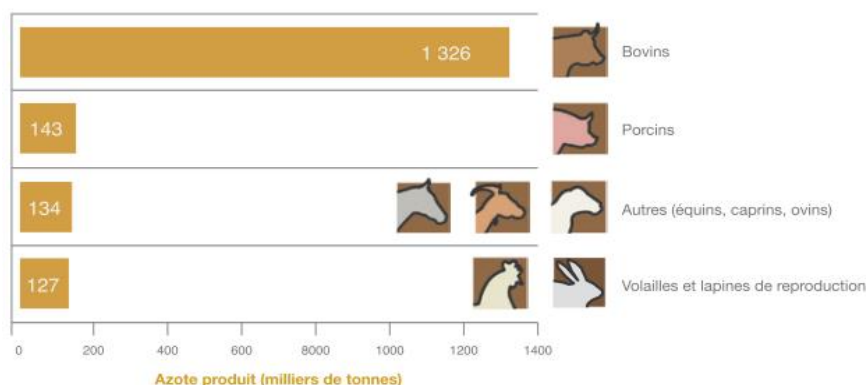 1 326
Bovins
143
Porcins
134
Autres (équins, caprins, ovins)
127
Volailles et lapines de reproduction
0 200 400 600 8000 1000 1200 1400
Azote produit (milliers de tonnes)